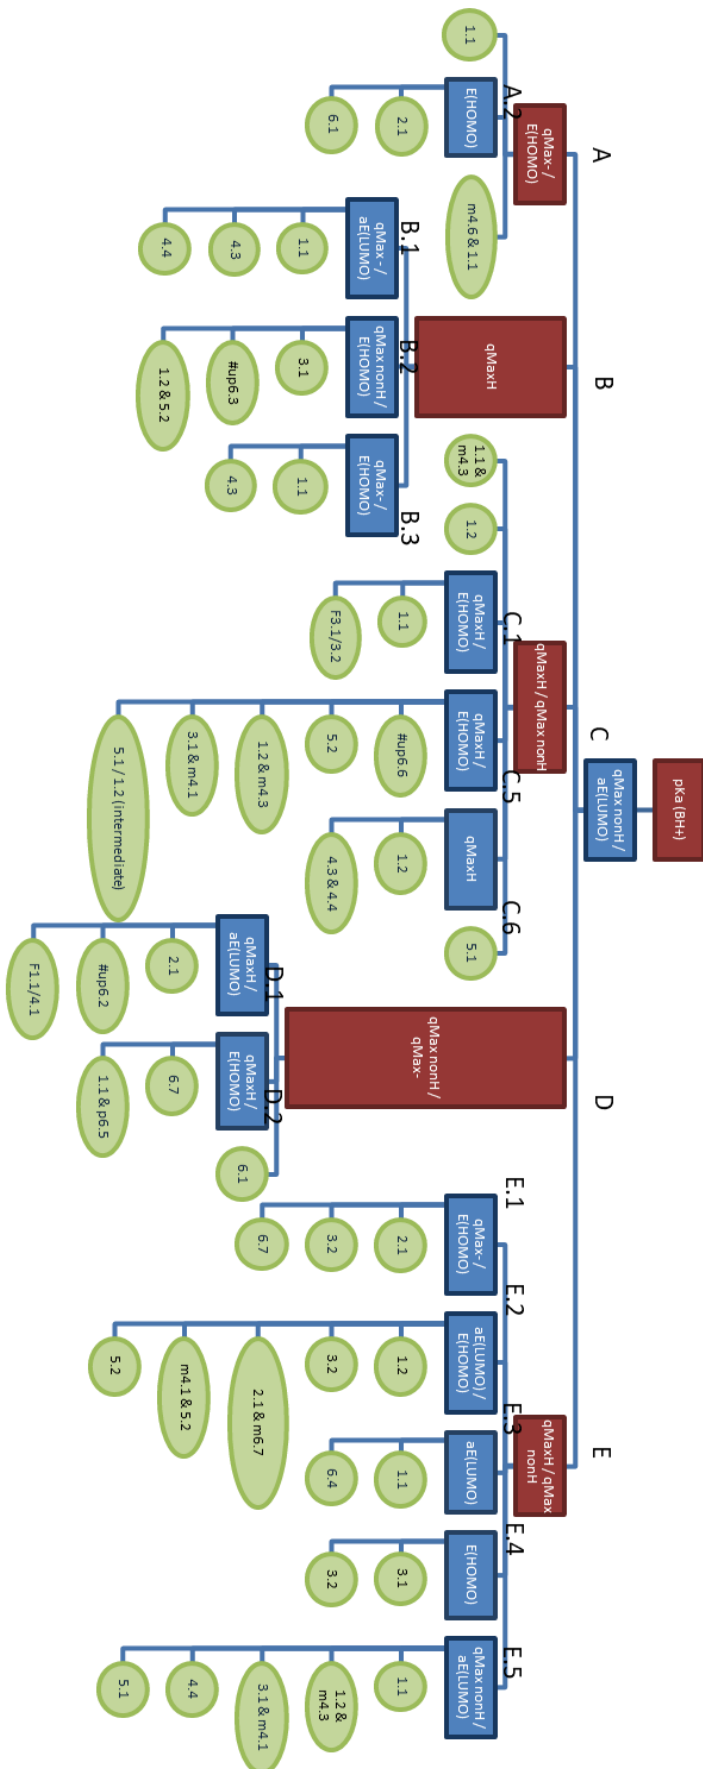 pKa (BH+)
qMax nonH /
aE(LUMO)
A
B
C
D
E
qMax- /
E(HOMO)
1.1
A.2
E(HOMO)
2.1
6.1
m4.6 & 1.1
qMaxH
B.1
qMax - /
aE(LUMO)
1.1
4.3
4.4
B.2
qMax nonH /
E(HOMO)
3.1
#up6.3
1.2 & 5.2
B.3
qMax- /
E(HOMO)
1.1
4.3
qMaxH / qMax nonH
1.1 &
m4.3
1.2
C.1
qMaxH /
E(HOMO)
1.1
F3.1/3.2
C.5
qMaxH /
E(HOMO)
#up6.6
5.2
1.2 & m4.3
3.1 & m4.1
5.1 / 1.2 (intermediate)
C.6
qMaxH
1.2
4.3 & 4.4
5.1
qMax nonH /
qMax-
D.1
qMaxH /
aE(LUMO)
2.1
#up6.2
F1.1/4.1
D.2
qMaxH /
E(HOMO)
6.7
1.1 & p6.5
6.1
qMaxH / qMax
nonH
E.1
qMax- /
E(HOMO)
2.1
3.2
6.7
E.2
aE(LUMO) /
E(HOMO)
1.2
3.2
2.1 & m6.7
m4.1 & 5.2
5.2
E.3
aE(LUMO)
1.1
6.4
E.4
E(HOMO)
3.1
3.2
E.5
qMax nonH /
aE(LUMO)
1.1
1.2 &
m4.3
3.1 & m4.1
4.4
5.1